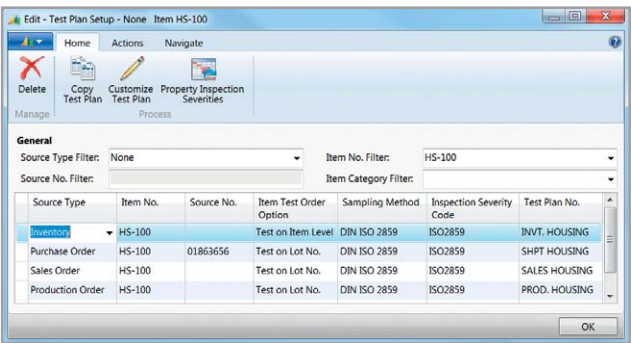 Edit - Test Plan Setup - None Item HS-100
Home Actions Navigate
Delete
Copy Test Plan
Customize Test Plan
Property Inspection Severities
Manage
Process
General
Source Type Filter: None
Item No. Filter: HS-100
Source No. Filter:
Item Category Filter:
Source Type Item No. Source No. Item Test Order Option Sampling Method Inspection Severity Code Test Plan No.
Inventory HS-100 Test on Item Level DIN ISO 2859 ISO2859 INVT. HOUSING
Purchase Order HS-100 01863656 Test on Lot No. DIN ISO 2859 ISO2859 SHPT HOUSING
Sales Order HS-100 Test on Lot No. DIN ISO 2859 ISO2859 SALES HOUSING
Production Order HS-100 Test on Lot No. DIN ISO 2859 ISO2859 PROD. HOUSING
OK